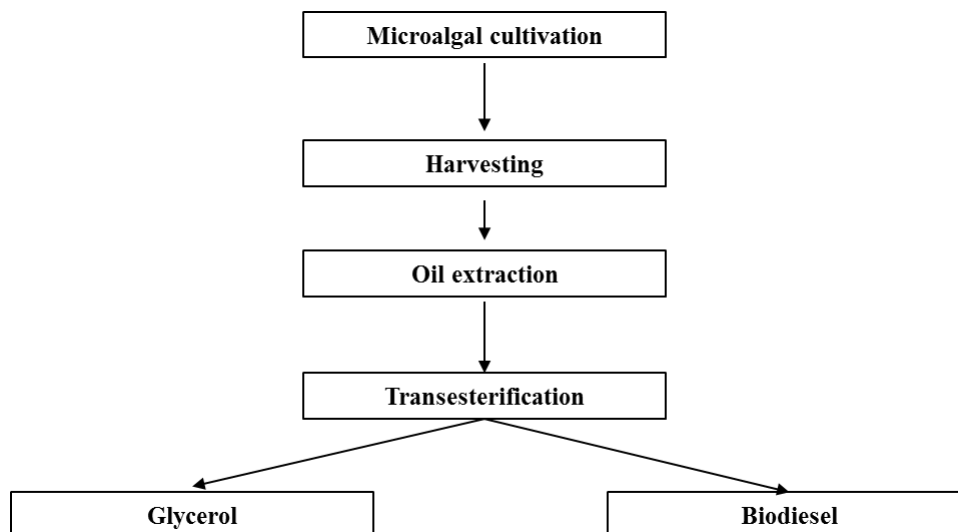 Microalgal cultivation
Harvesting
Oil extraction
Transesterification
Glycerol
Biodiesel